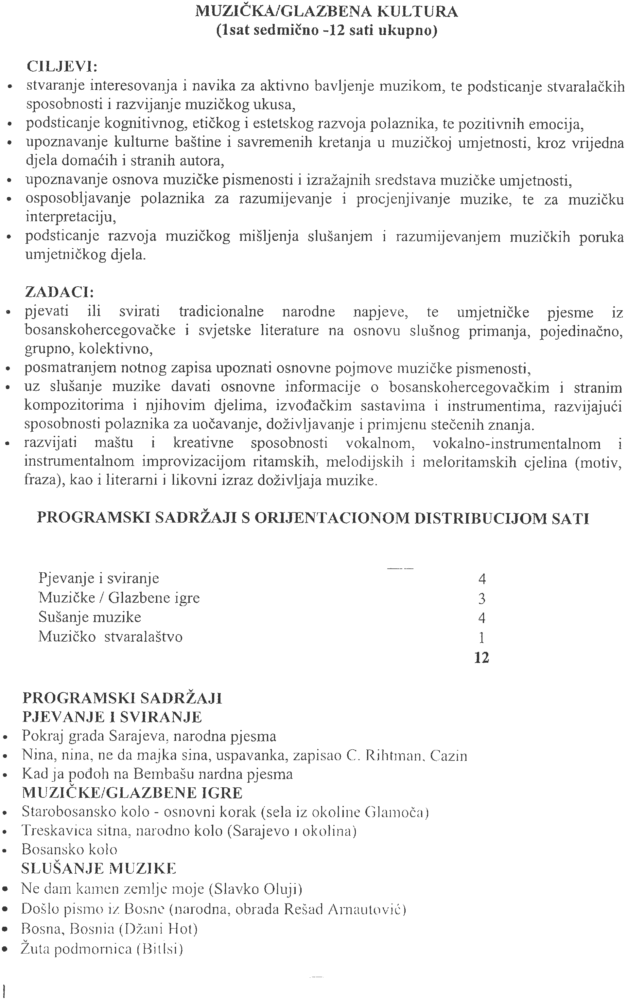 MUZIČKA/GLAZBENA KULTURA
(1sat sedmično -12 sati ukupno)
CILJEVI:
• stvaranje interesovanja i navika za aktivno bavljenje muzikom, te podsticanje stvaralačkih
sposobnosti i razvijanje muzičkog ukusa,
• podsticanje kognitivnog, etičkog i estetskog razvoja polaznika, te pozitivnih emocija,
• upoznavanje kulturne baštine i savremenih kretanja u muzičkoj umjetnosti, kroz vrijedna
djela domaćih i stranih autora,
• upoznavanje osnova muzičke pismenosti i izražajnih sredstava muzičke umjetnosti,
• osposobljavanje polaznika za razumijevanje i procjenjivanje muzike, te za muzičku
interpretaciju,
• podsticanje razvoja muzičkog mišljenja slušanjem i razumijevanjem muzičkih poruka
umjetničkog djela.
ZADACI:
• pjevati ili svirati tradicionalne narodne napjeve, te umjetničke pjesme iz
bosanskohercegovačke i svjetske literature na osnovu slušnog primanja, pojedinačno,
grupno, kolektivno,
• posmatranjem notnog zapisa upoznati osnovne pojmove muzičke pismenosti,
• uz slušanje muzike davati osnovne informacije o bosanskohercegovačkim i stranim
kompozitorima i njihovim djelima, izvođačkim sastavima i instrumentima, razvijajući
sposobnosti polaznika za uočavanje, doživljavanje i primjenu stečenih znanja.
• razvijati maštu i kreativne sposobnosti vokalnom, vokalno-instrumentalnom i
instrumentalnom improvizacijom ritamskih, melodijskih i meloritamskih cjelina (motiv,
fraza), kao i literarni i likovni izraz doživljaja muzike.
PROGRAMSKI SADRŽAJI S ORIJENTACIONOM DISTRIBUCIJOM SATI
Pjevanje i sviranje 4
Muzičke / Glazbene igre 3
Sušanje muzike 4
Muzičko stvaralaštvo 1
12
PROGRAMSKI SADRŽAJI
PJEVANJE I SVIRANJE
• Pokraj grada Sarajeva, narodna pjesma
• Nina, nina, ne da majka sina, uspavanka, zapisao C. Rihtman, Cazin
• Kad ja pođoh na Bembašu nardna pjesma
MUZIČKE/GLAZBENE IGRE
• Starobosansko kolo - osnovni korak (sela iz okoline Glamoča)
• Treskavica sitna, narodno kolo (Sarajevo i okolina)
• Bosansko kolo
SLUŠANJE MUZIKE
• Ne dam kamen zemlje moje (Slavko Oluji)
• Došlo pismo iz Bosne (narodna, obrada Rešad Arnautović)
• Bosna, Bosnia (Džani Hot)
• Žuta podmornica (Bitlsi)